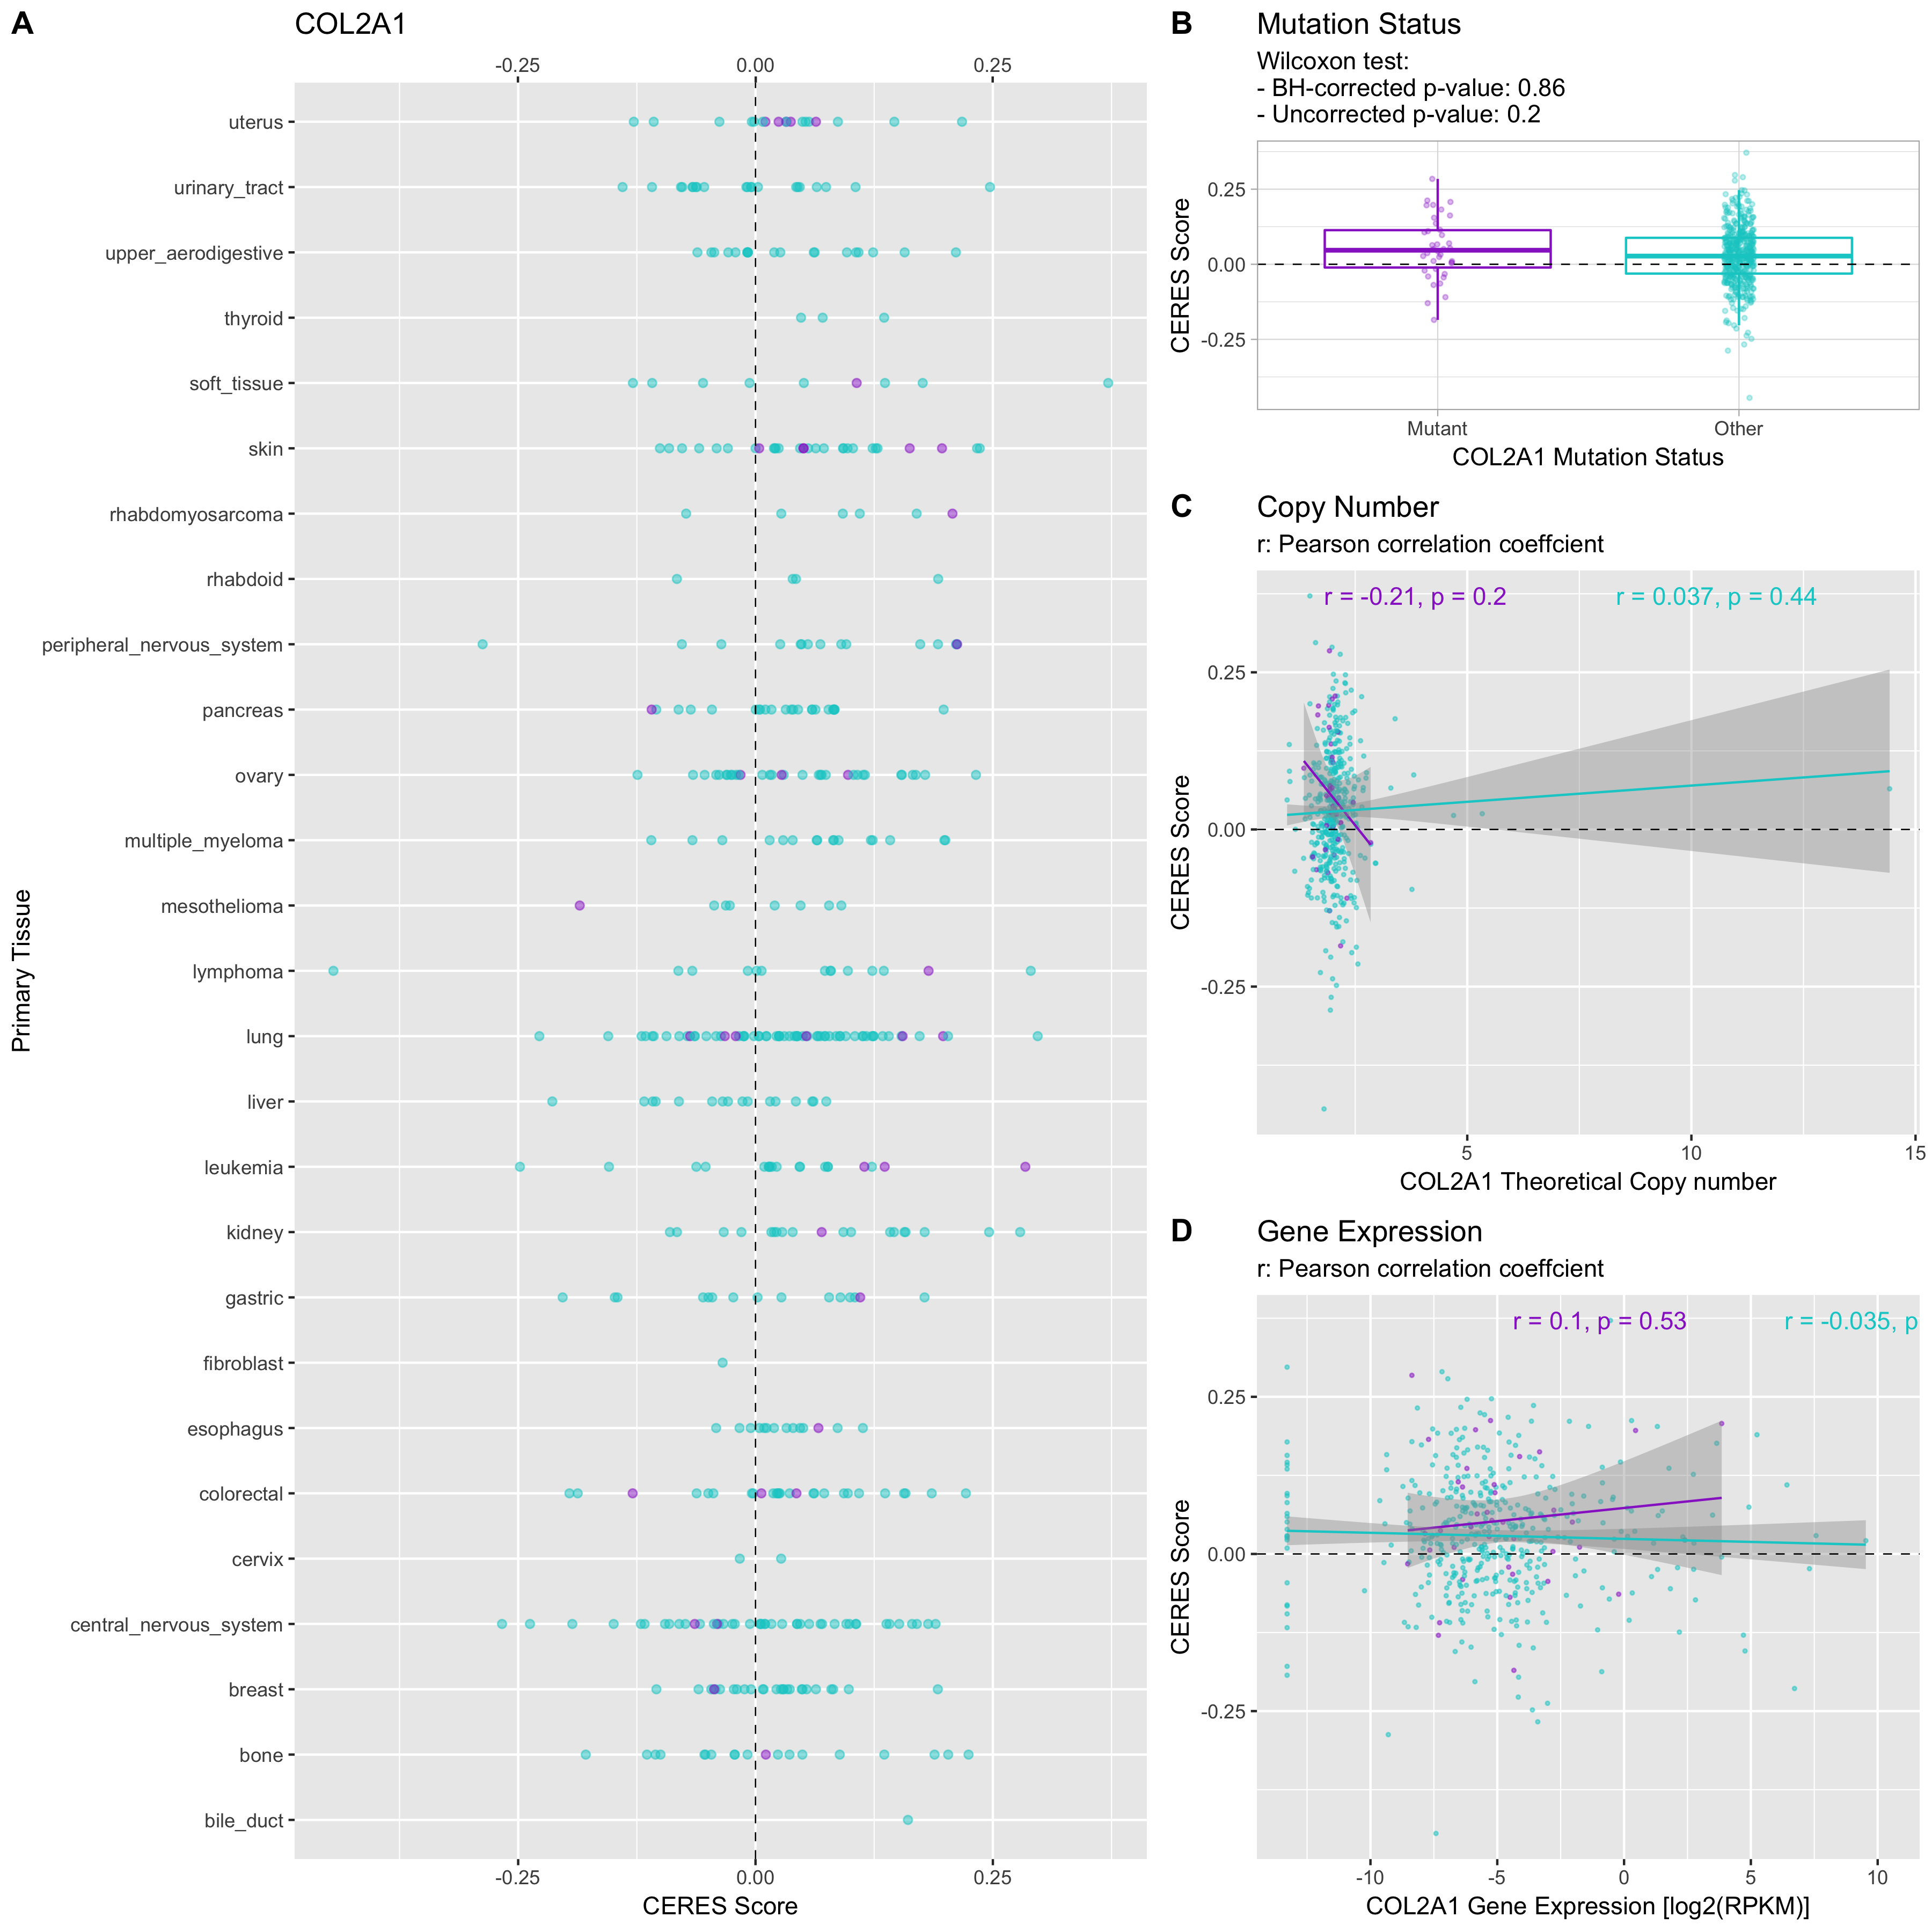 A
COL2A1
-0.25 0.00 0.25
uterus
urinary_tract
upper_aerodigestive
thyroid
soft_tissue
skin
rhabdomyosarcoma
rhabdoid
peripheral_nervous_system
pancreas
ovary
multiple_myeloma
mesothelioma
lymphoma
lung
liver
leukemia
kidney
gastric
fibroblast
esophagus
colorectal
cervix
central_nervous_system
breast
bone
bile_duct
Primary Tissue
-0.25 0.00 0.25
CERES Score
B
Mutation Status
Wilcoxon test:
- BH-corrected p-value: 0.86
- Uncorrected p-value: 0.2
0.25
0.00
-0.25
CERES Score
Mutant Other
COL2A1 Mutation Status
C
Copy Number
r: Pearson correlation coeffcient
r = -0.21, p = 0.2
r = 0.037, p = 0.44
0.25
0.00
-0.25
CERES Score
5 10 15
COL2A1 Theoretical Copy number
D
Gene Expression
r: Pearson correlation coeffcient
r = 0.1, p = 0.53
r = -0.035, p
0.25
0.00
-0.25
CERES Score
-10 -5 0 5 10
COL2A1 Gene Expression [log2(RPKM)]